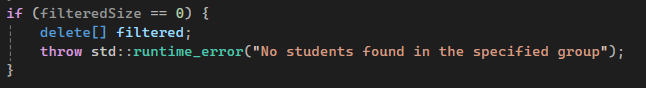 if (filteredSize == 0) {
    delete[] filtered;
    throw std::runtime_error("No students found in the specified group");
}